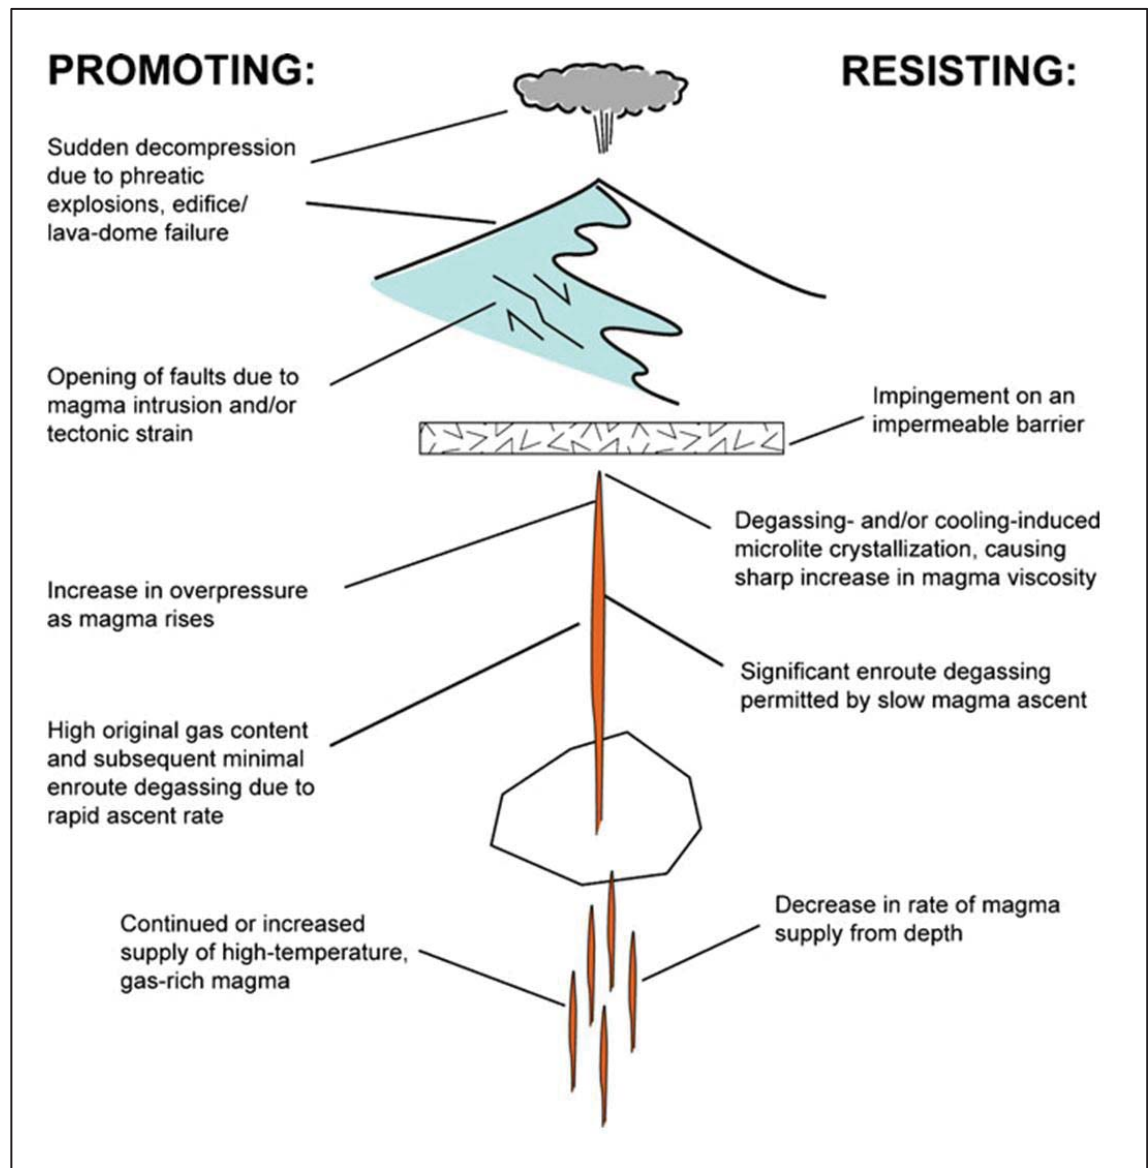 PROMOTING:
RESISTING:
Sudden decompression
due to phreatic
explosions, edifice/
lava-dome failure
Opening of faults due to
magma intrusion and/or
tectonic strain
Impingement on an
impermeable barrier
Degassing- and/or cooling-induced
microlite crystallization, causing
sharp increase in magma viscosity
Increase in overpressure
as magma rises
Significant enroute degassing
permitted by slow magma ascent
High original gas content
and subsequent minimal
enroute degassing due to
rapid ascent rate
Continued or increased
supply of high-temperature,
gas-rich magma
Decrease in rate of magma
supply from depth